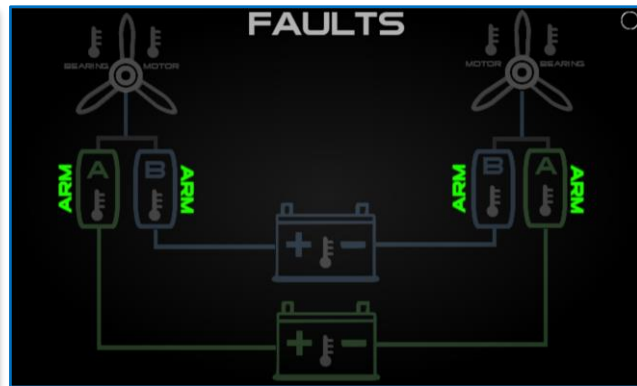 FAULTS
BEARING MOTOR MOTOR BEARING
ARM A B ARM ARM B A ARM
+ - 
+ -